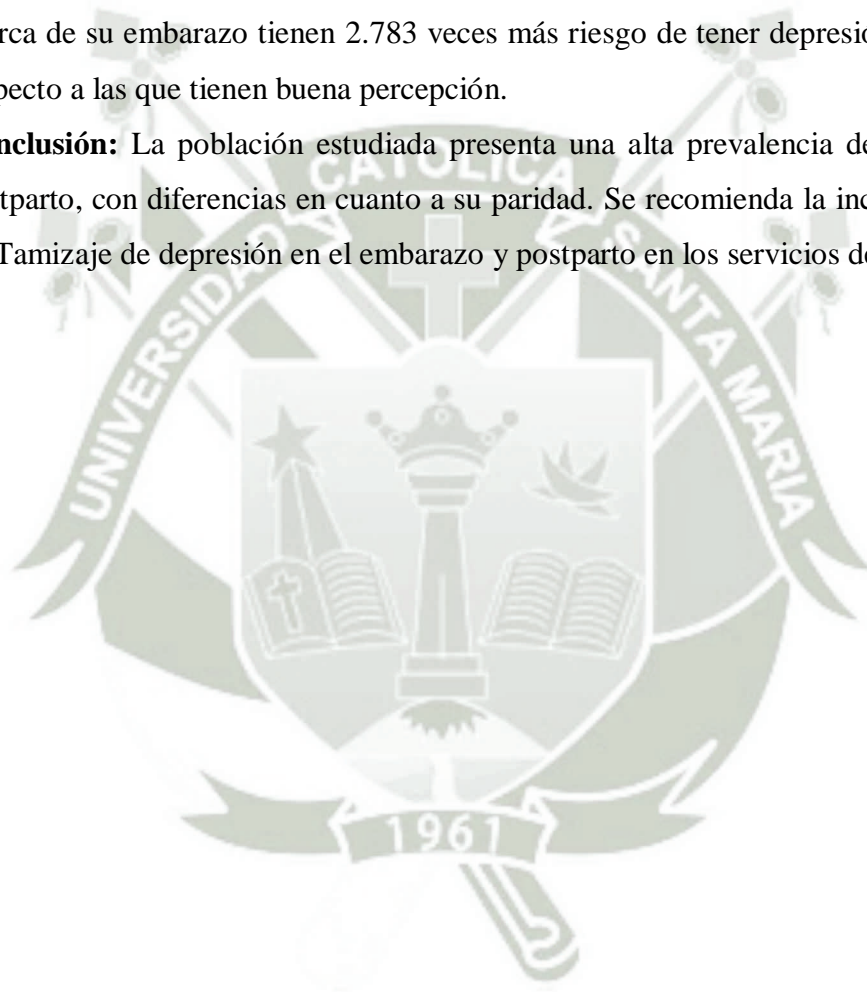 rca de su embarazo tienen 2.783 veces más riesgo de tener depresió
pecto a las que tienen buena percepción.
nclusión: La población estudiada presenta una alta prevalencia de
tparto, con diferencias en cuanto a su paridad. Se recomienda la inc
Tamizaje de depresión en el embarazo y postparto en los servicios de
UNIVERSIDAD CATOLICA SANTA MARIA
1961